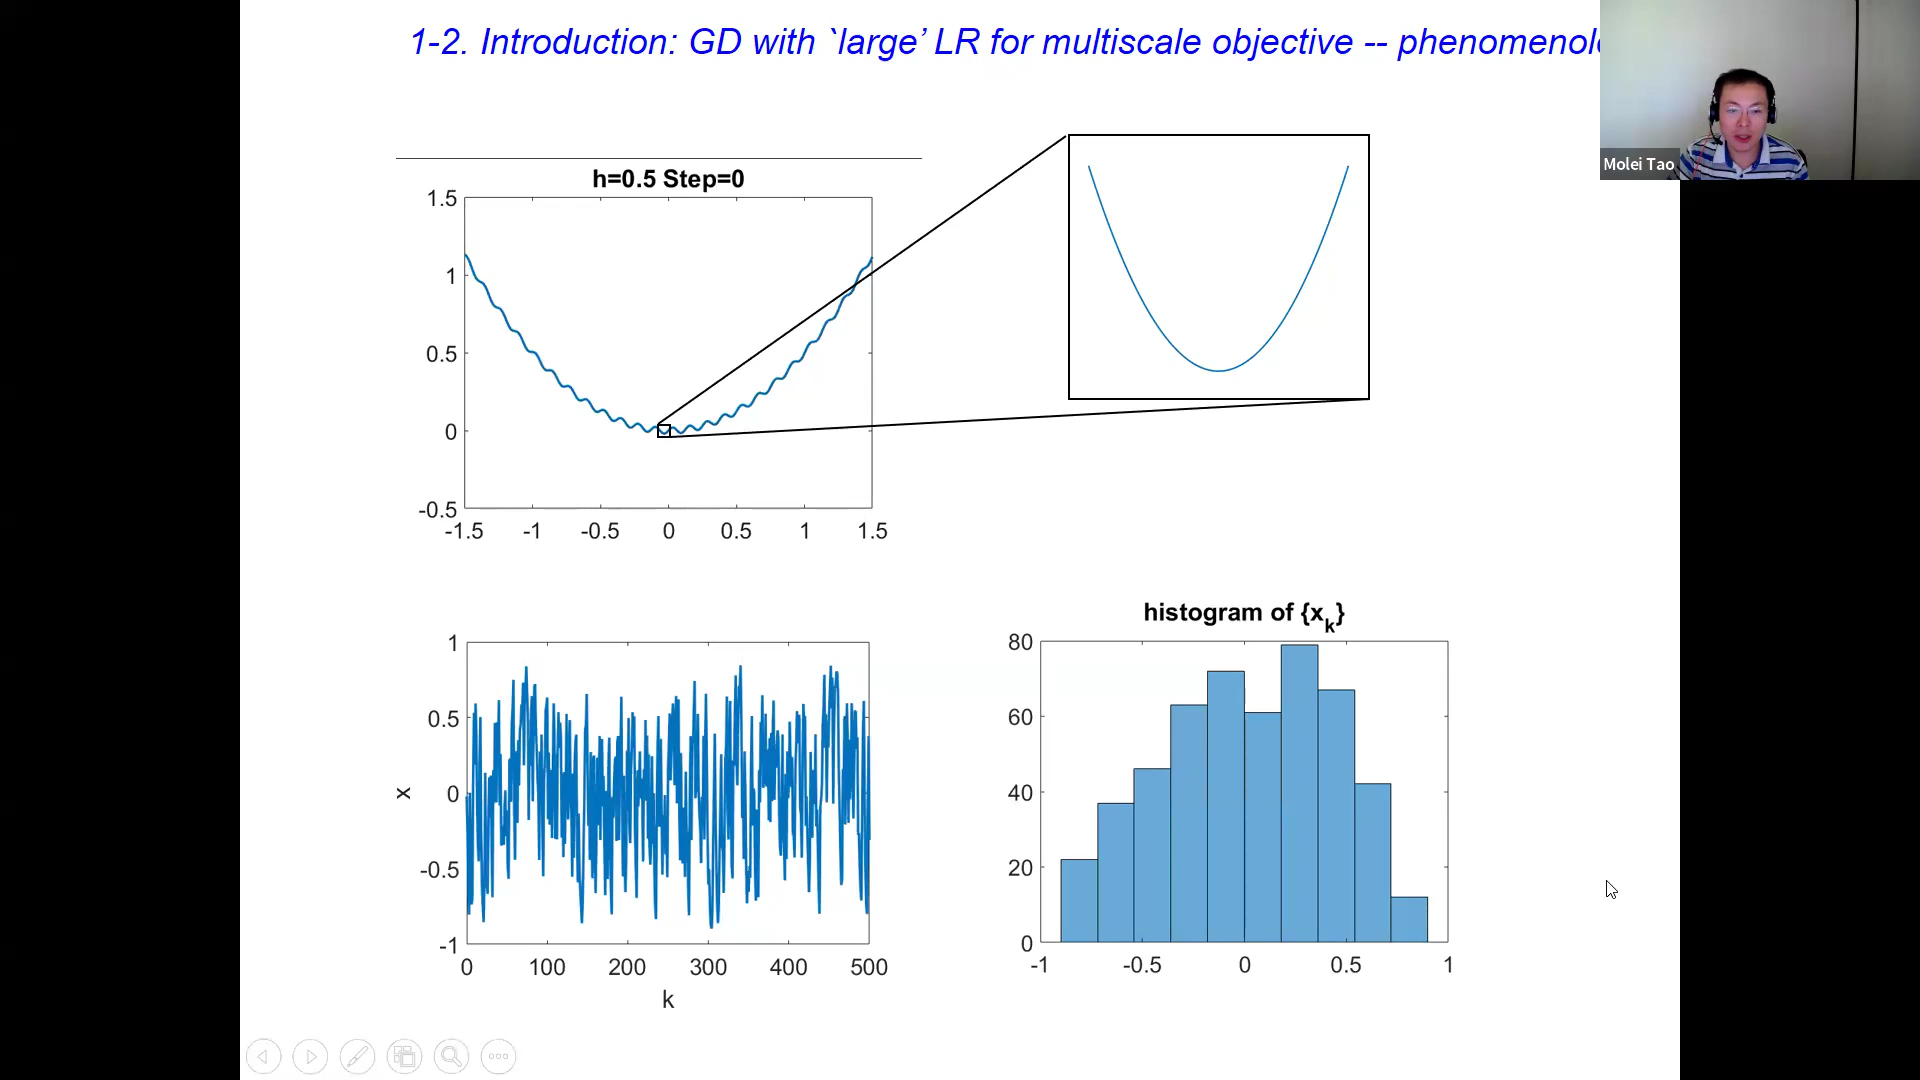 1-2. Introduction: GD with `large’ LR for multiscale objective -- phenomenol
Molei Tao
h=0.5 Step=0
1.5
1
0.5
0
-0.5
-1.5 -1 -0.5 0 0.5 1 1.5
1
0.5
0
-0.5
-1
x
0 100 200 300 400 500
k
histogram of {xk}
80
60
40
20
0
-1 -0.5 0 0.5 1